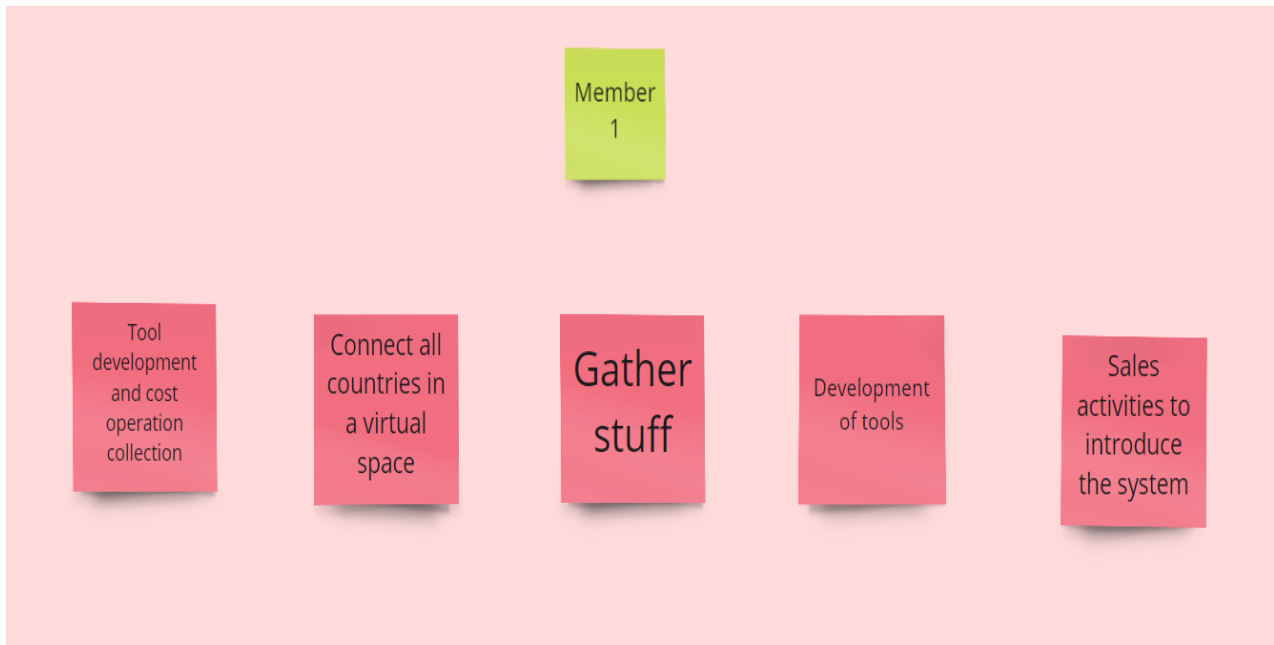 Member
1
Tool
development
and cost
operation
collection
Connect all
countries in
a virtual
space
Gather
stuff
Development
of tools
Sales
activities to
introduce
the system